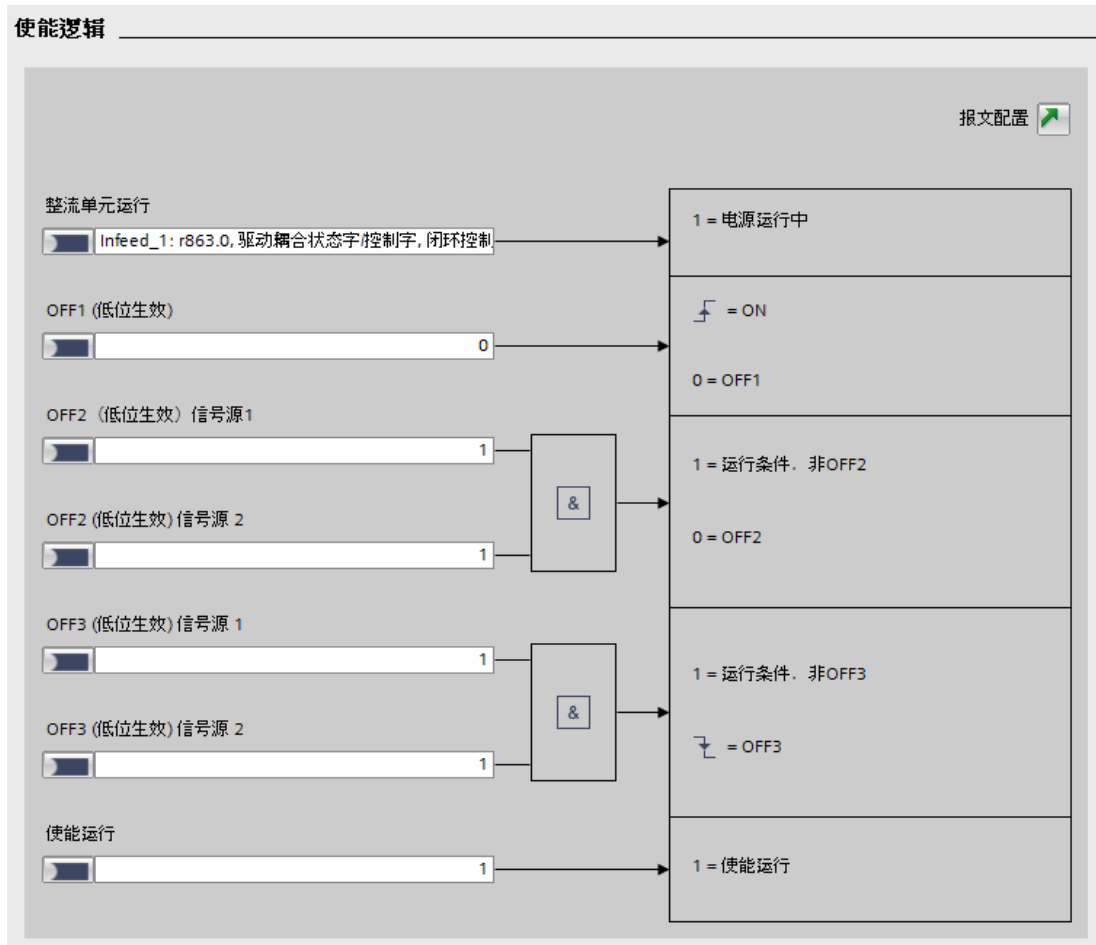 使能逻辑
报文配置
整流单元运行
Infeed_1: r863.0, 驱动耦合状态字/控制字, 闭环控制
1 = 电源运行中
OFF1 (低位生效)
= ON
0
0 = OFF1
OFF2（低位生效）信号源1
1
1 = 运行条件．非OFF2
&
OFF2 (低位生效) 信号源 2
0 = OFF2
1
OFF3 (低位生效) 信号源 1
1
1 = 运行条件．非OFF3
&
OFF3 (低位生效) 信号源 2
= OFF3
1
使能运行
1
1 = 使能运行